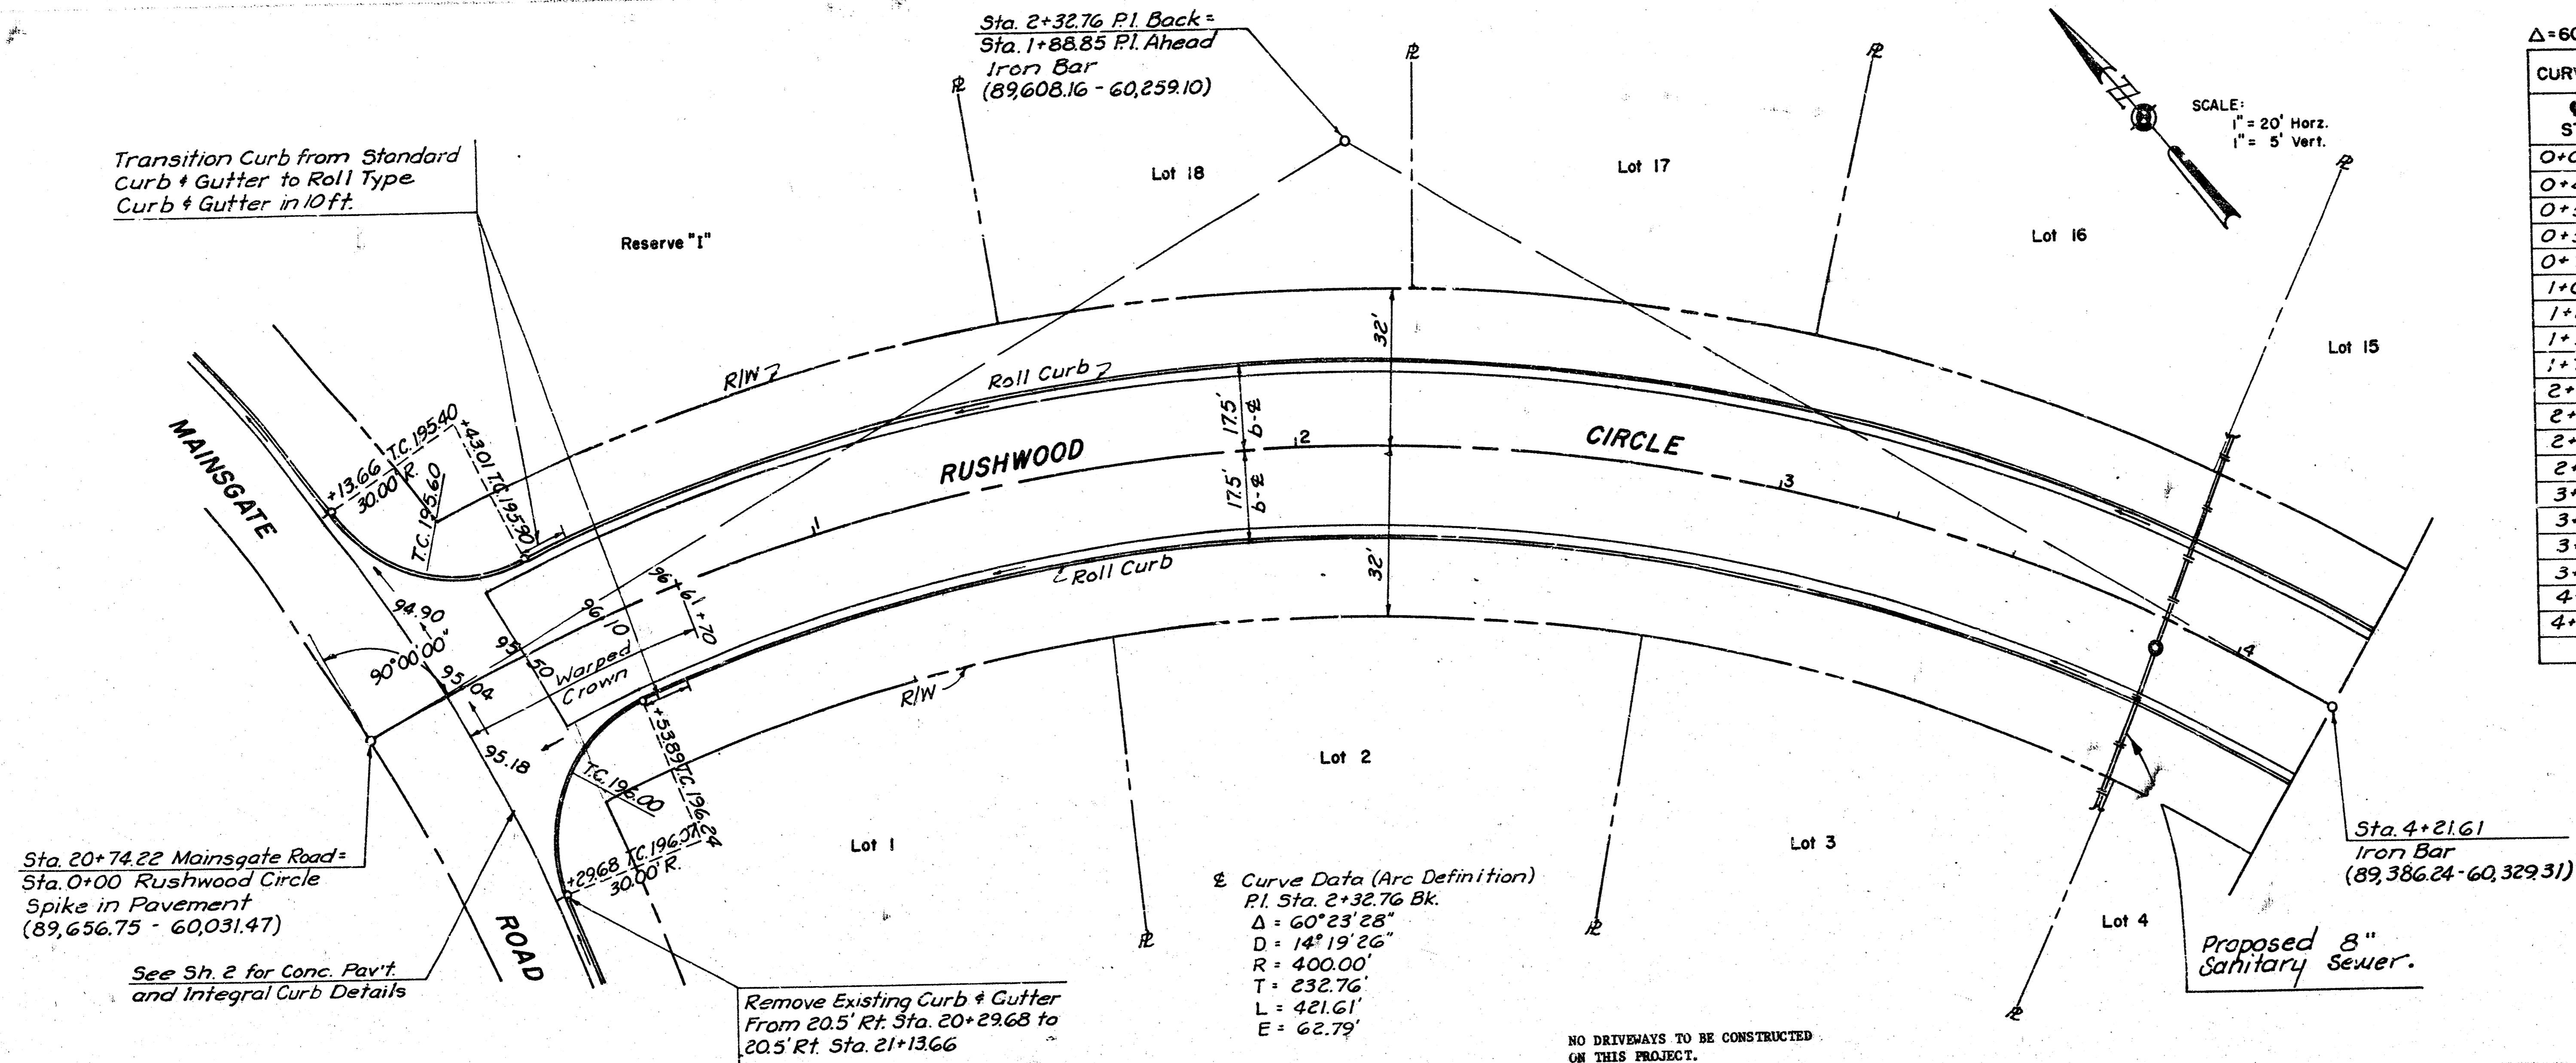 Sta. 2+32.76 P.I. Back =
Sta. 1+88.85 P.I. Ahead
Iron Bar
(89,608.16 - 60,259.10)
Transition Curb from Standard
Curb & Gutter to Roll Type
Curb & Gutter in 10 ft.
Reserve "I"
Lot 18
Lot 17
Lot 16
Lot 15
SCALE:
1" = 20' Horz.
1" = 5' Vert.
N
Δ=60
CURV
0+0
1+0
R/W
Roll Curb
32'
17.5'
b-℄
RUSHWOOD
CIRCLE
1
2
3
4
17.5'
b-℄
32'
Roll Curb
R/W
MAINSGATE
+13.66 T.C. 195.40
30.00' R.
T.C. 195.60
+43.01 T.C. 195.90
94.90
90°00'00"
95.04
95.18
95 50
96 10
96 61
+70
Warped
Crown
+53.89 T.C. 196.24
T.C. 196.00
30.00' R.
ROAD
Sta. 20+74.22 Mainsgate Road=
Sta. 0+00 Rushwood Circle
Spike in Pavement
(89,656.75 - 60,031.47)
See Sh. 2 for Conc. Pav't.
and Integral Curb Details
Remove Existing Curb & Gutter
From 20.5' Rt. Sta. 20+29.68 to
20.5' Rt. Sta. 21+13.66
Lot 1
Lot 2
Lot 3
Lot 4
℄ Curve Data (Arc Definition)
P.I. Sta. 2+32.76 Bk.
Δ = 60°23'28"
D = 14°19'26"
R = 400.00'
T = 232.76'
L = 421.61'
E = 62.79'
Sta. 4+21.61
Iron Bar
(89,386.24-60,329.31)
Proposed 8"
Sanitary Sewer.
NO DRIVEWAYS TO BE CONSTRUCTED
ON THIS PROJECT.